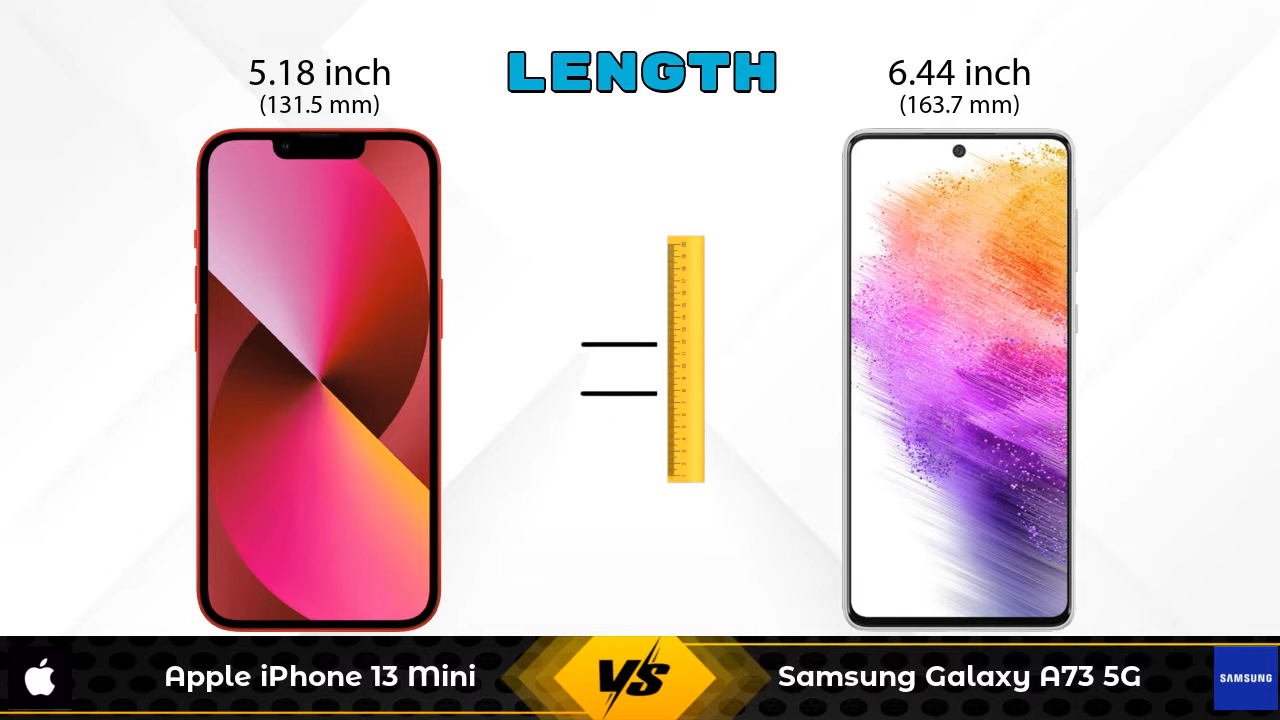 LENGTH
5.18 inch
(131.5 mm)
6.44 inch
(163.7 mm)
Apple iPhone 13 Mini
VS
Samsung Galaxy A73 5G
SAMSUNG